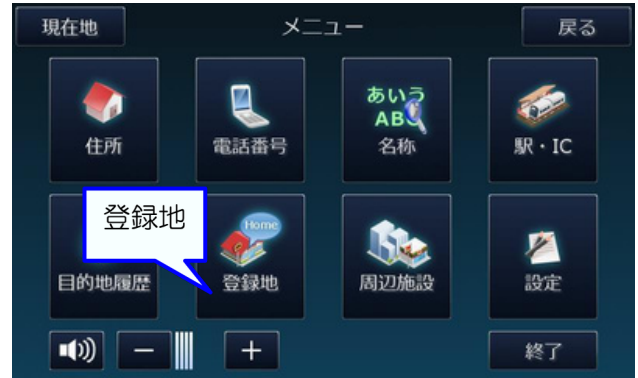 現在地 メニュー 戻る
あいう
ABC
住所 電話番号 名称 駅・IC
登録地
Home
目的地履歴 登録地 周辺施設 設定
− + 終了